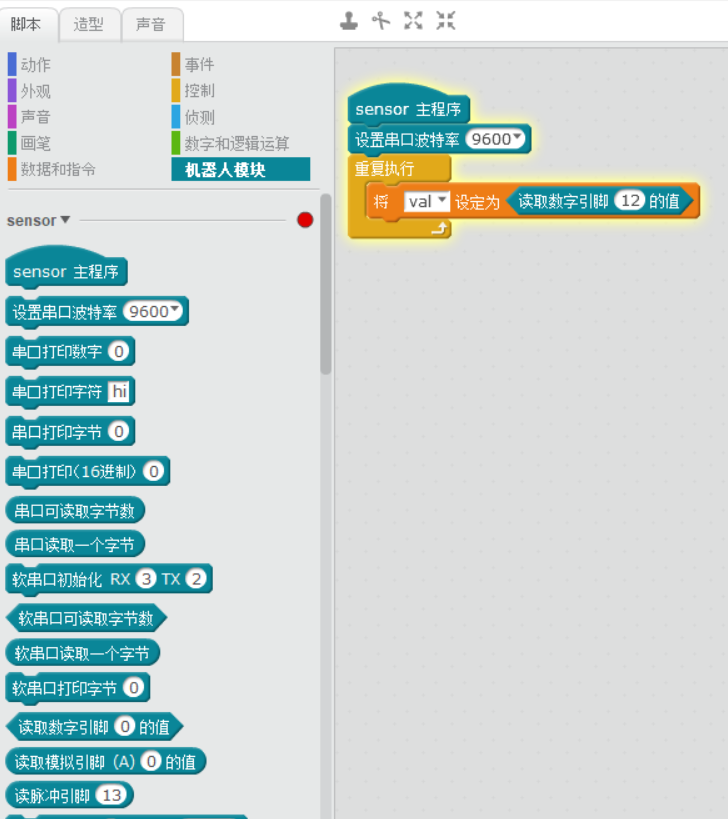 脚本 造型 声音
动作 事件
外观 控制
声音 侦测
画笔 数字和逻辑运算
数据和指令 机器人模块
sensor
sensor 主程序
设置串口波特率 9600
串口打印数字 0
串口打印字符 hi
串口打印字节 0
串口打印(16进制) 0
串口可读取字节数
串口读取一个字节
软串口初始化 RX 3 TX 2
软串口可读取字节数
软串口读取一个字节
软串口打印字节 0
读取数字引脚 0 的值
读取模拟引脚 (A) 0 的值
读脉冲引脚 13
sensor 主程序
设置串口波特率 9600
重复执行
将 val 设定为 读取数字引脚 12 的值